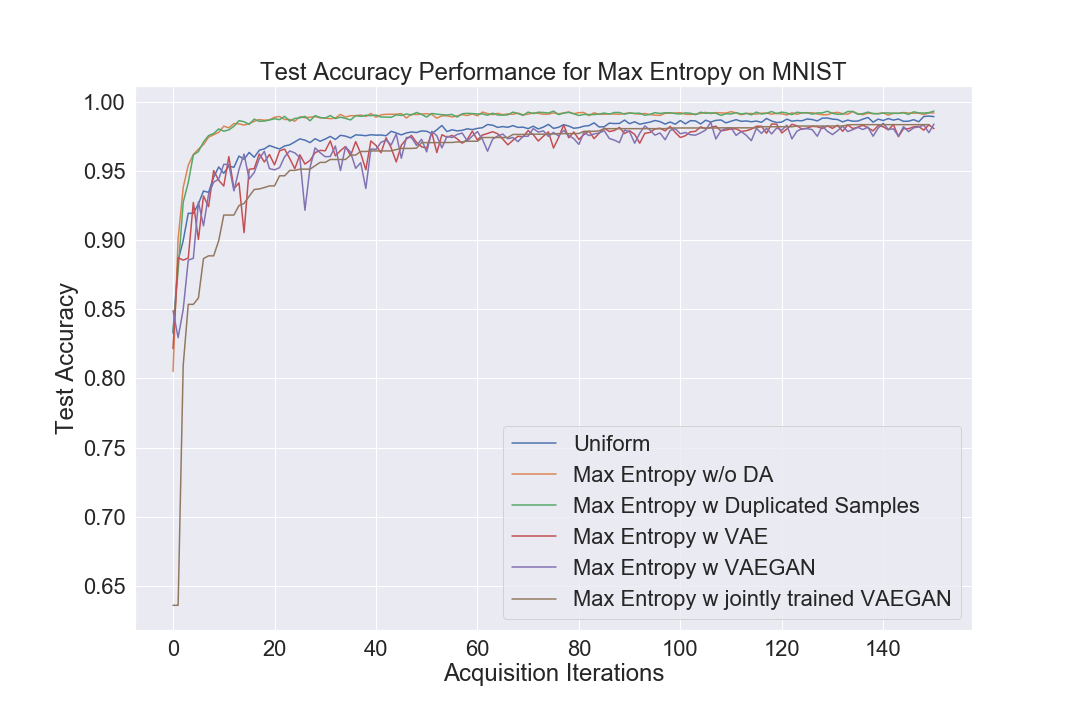 Test Accuracy Performance for Max Entropy on MNIST
Test Accuracy
1.00
0.95
0.90
0.85
0.80
0.75
0.70
0.65
Uniform
Max Entropy w/o DA
Max Entropy w Duplicated Samples
Max Entropy w VAE
Max Entropy w VAEGAN
Max Entropy w jointly trained VAEGAN
0 20 40 60 80 100 120 140
Acquisition Iterations